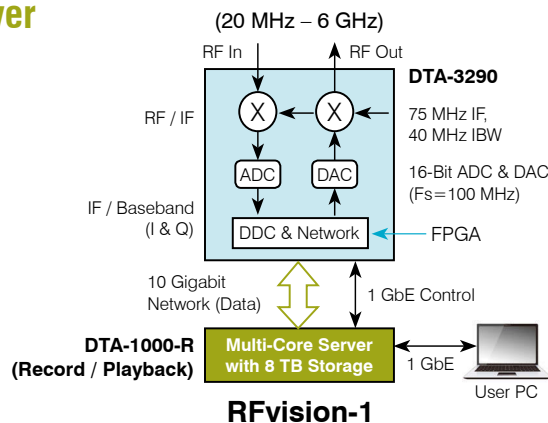 ver
(20 MHz – 6 GHz)
RF In
RF Out
DTA-3290
RF / IF
X
X
75 MHz IF,
40 MHz IBW
ADC
DAC
16-Bit ADC & DAC
(Fs=100 MHz)
IF / Baseband
(I & Q)
DDC & Network
FPGA
10 Gigabit
Network (Data)
1 GbE Control
DTA-1000-R
(Record / Playback)
Multi-Core Server
with 8 TB Storage
1 GbE
User PC
RFvision-1